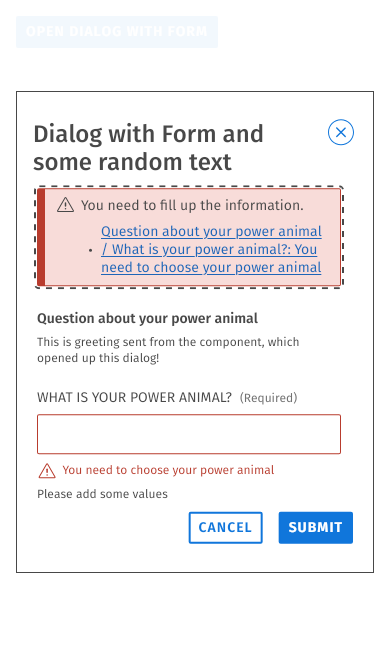 OPEN DIALOG WITH FORM
Dialog with Form and
some random text
You need to fill up the information.
• Question about your power animal
/ What is your power animal?: You
need to choose your power animal
Question about your power animal
This is greeting sent from the component, which
opened up this dialog!
WHAT IS YOUR POWER ANIMAL? (Required)
You need to choose your power animal
Please add some values
CANCEL SUBMIT